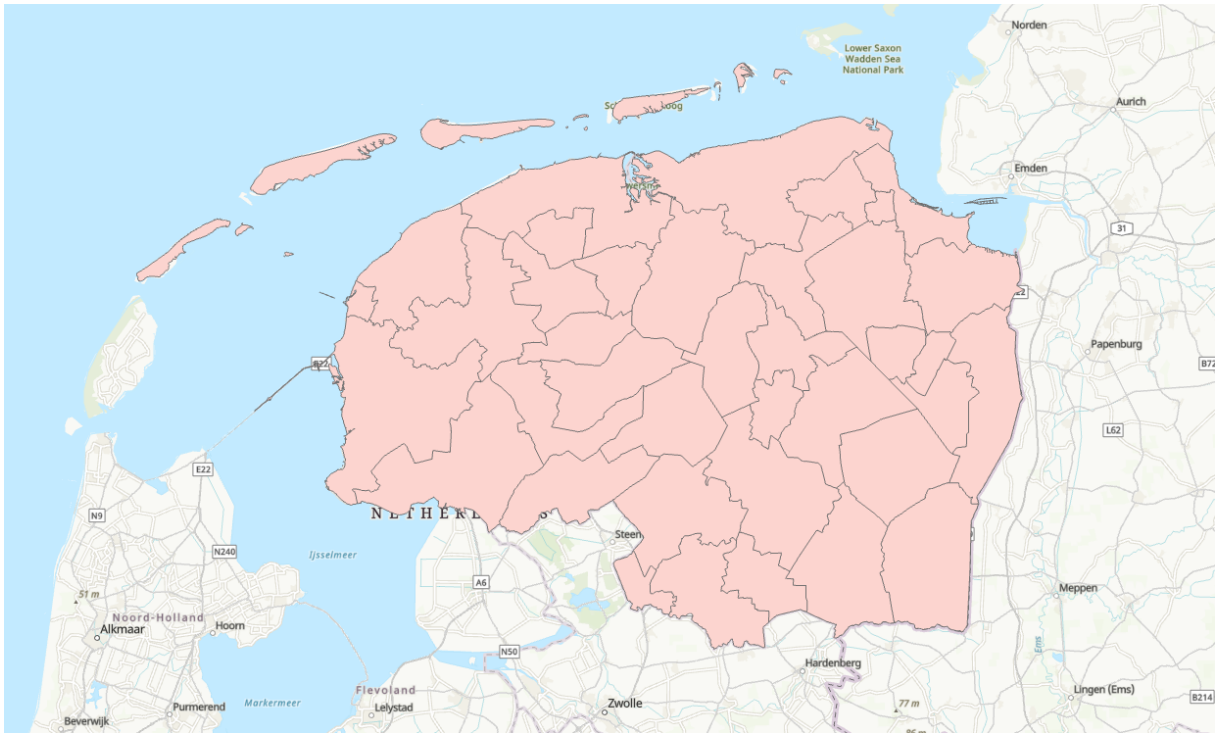 Norden
Lower Saxon
Wadden Sea
National Park
Aurich
Emden
31
Papenburg
B72
L62
E22
N9
NETHER
N240
Steen
Ijsselmeer
A6
51 m
Meppen
Noord-Holland
Alkmaar
Hoorn
Ems
N50
Hardenberg
Flevoland
Lingen (Ems)
B214
Markermeer
Lelystad
Zwolle
77 m
Purmerend
Beverwijk